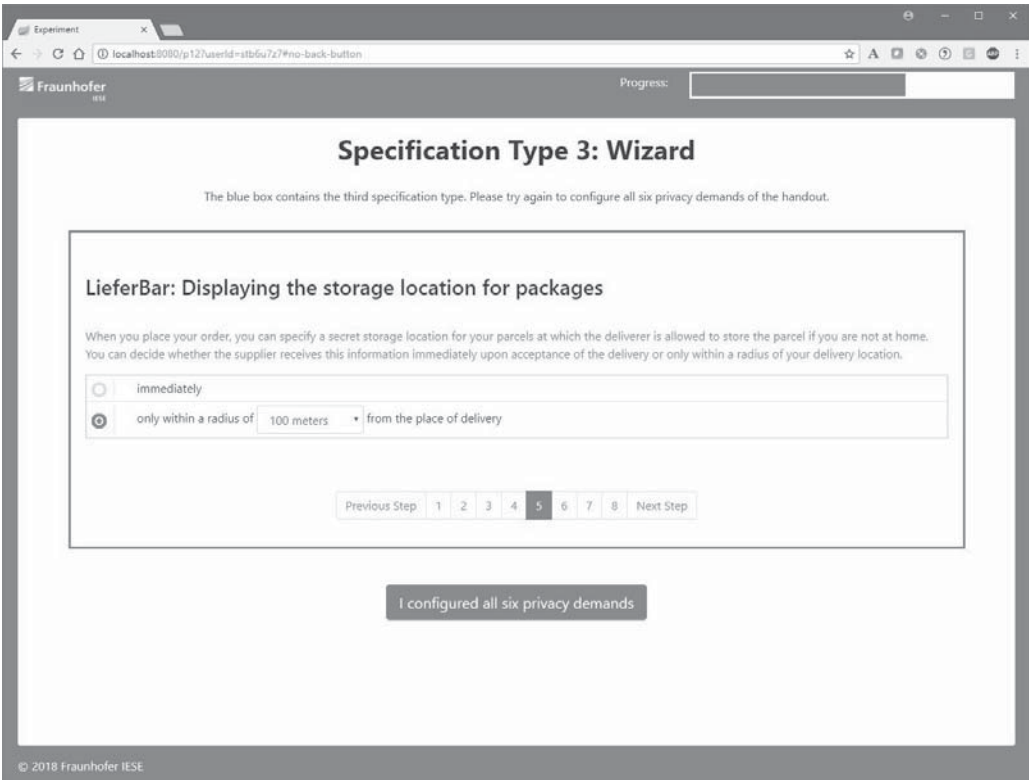 Experiment
localhost:8080/p12?userId=stb6u7z7#no-back-button
ABP
Fraunhofer
IESE
Progress:
Specification Type 3: Wizard
The blue box contains the third specification type. Please try again to configure all six privacy demands of the handout.
LieferBar: Displaying the storage location for packages
When you place your order, you can specify a secret storage location for your parcels at which the deliverer is allowed to store the parcel if you are not at home.
You can decide whether the supplier receives this information immediately upon acceptance of the delivery or only within a radius of your delivery location.
immediately
only within a radius of 100 meters from the place of delivery
Previous Step 1 2 3 4 5 6 7 8 Next Step
I configured all six privacy demands
© 2018 Fraunhofer IESE